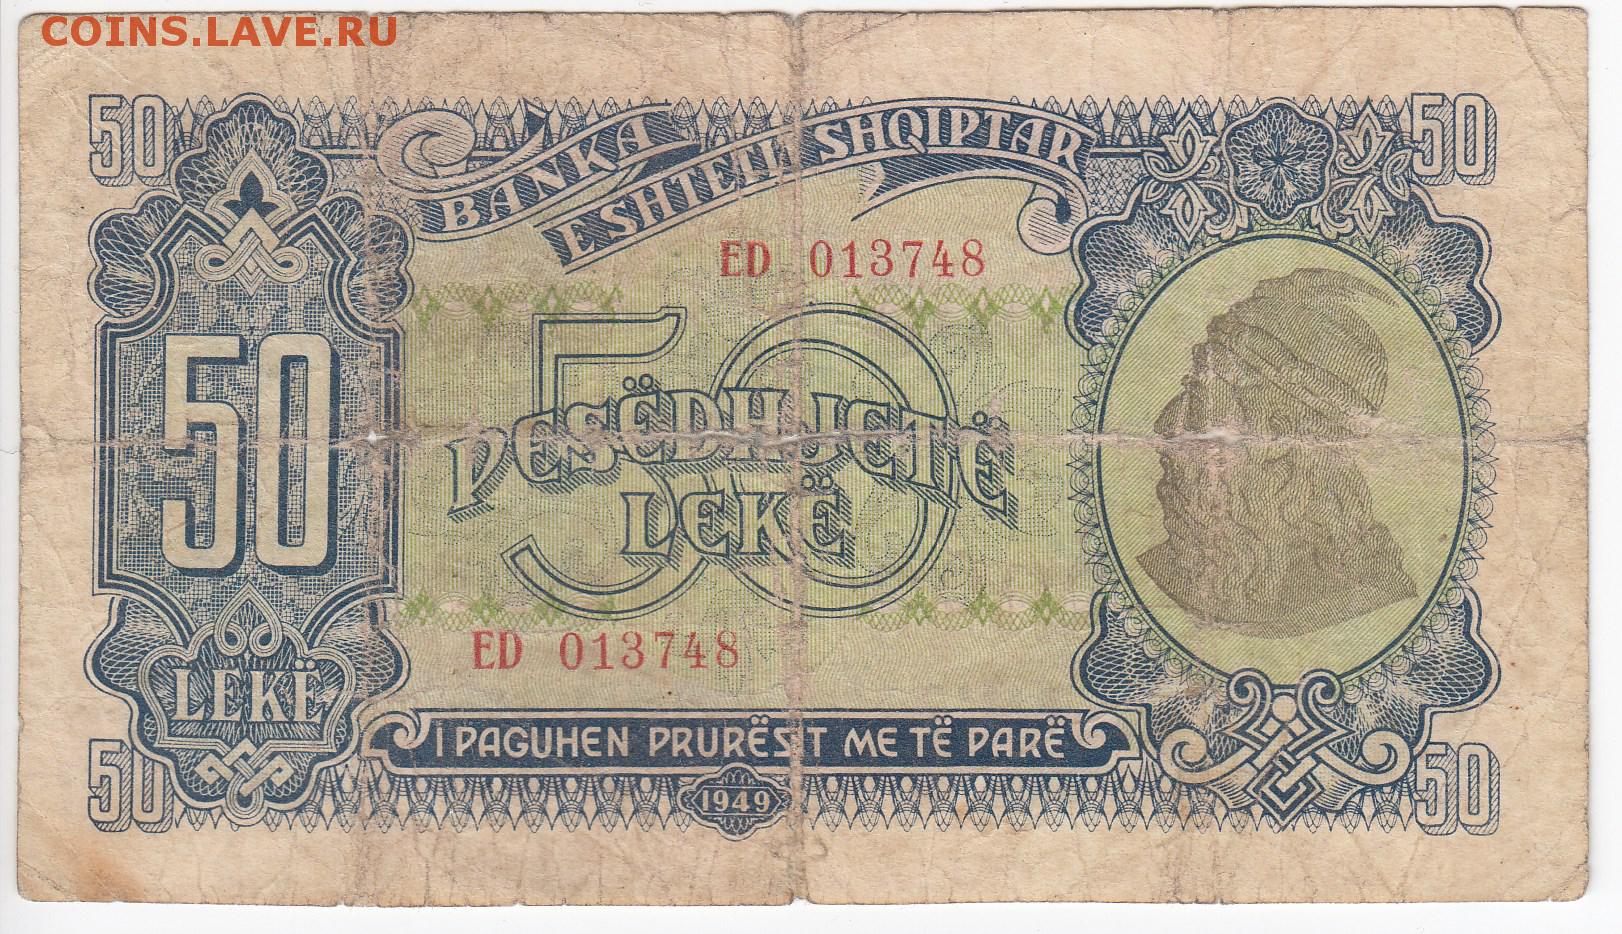 COINS.LAVE.RU
50
50
BANKA
E SHTETIT SHQIPTAR
ED 013748
50
50
PESËDHJETË
LEKË
ED 013748
LEKË
I PAGUHEN PRURËSIT ME TË PARË
50
50
1949